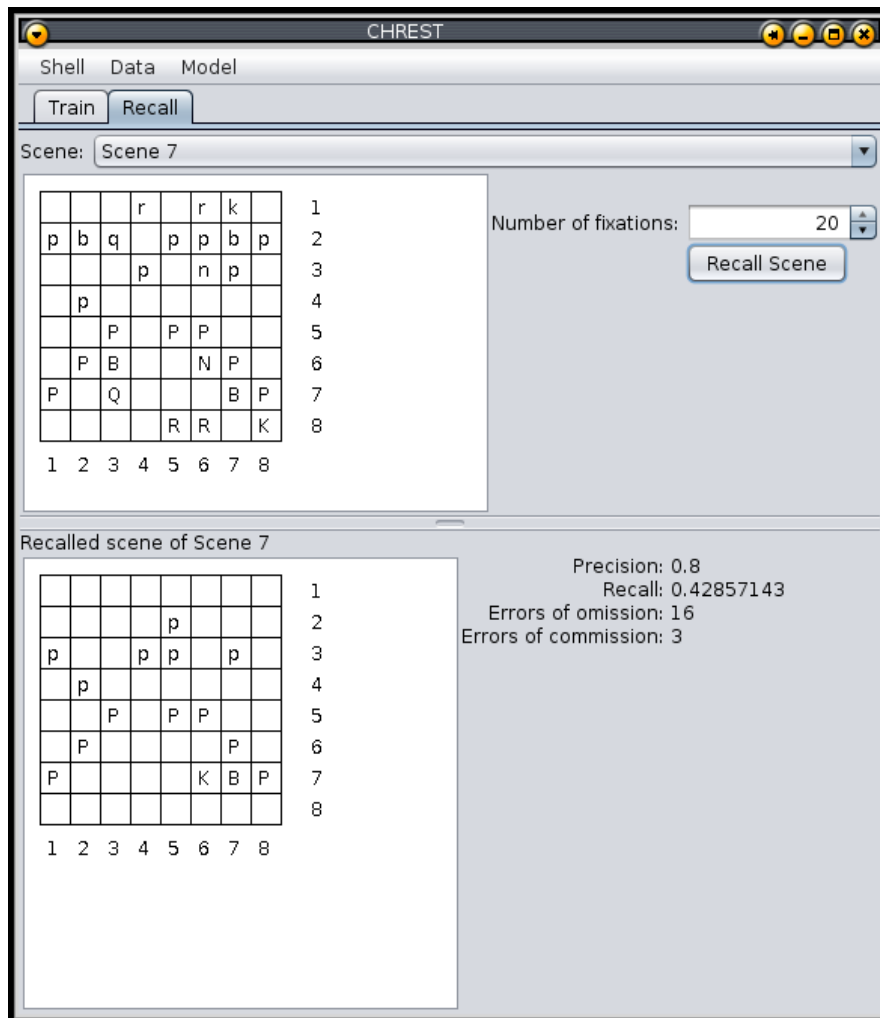 CHREST
Shell Data Model
Train Recall
Scene: Scene 7
r r k 1
p b q p p b p 2
p n p 3
p 4
P P P 5
P B N P 6
P Q B P 7
R R K 8
1 2 3 4 5 6 7 8
Number of fixations: 20
Recall Scene
Recalled scene of Scene 7
1
p 2
p p p p 3
p 4
P P P 5
P P 6
P K B P 7
8
1 2 3 4 5 6 7 8
Precision: 0.8
Recall: 0.42857143
Errors of omission: 16
Errors of commission: 3